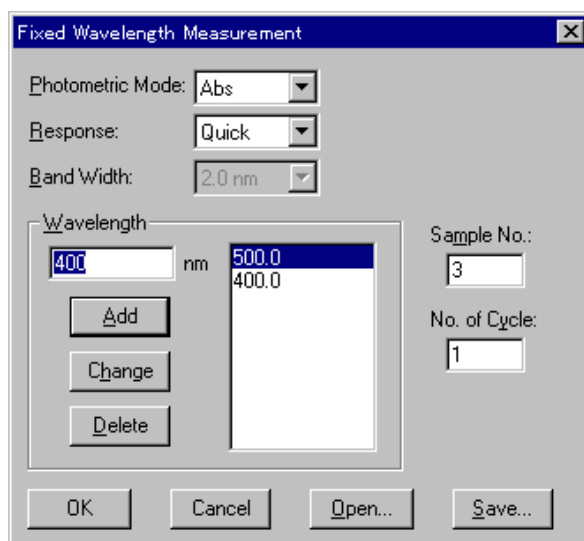 Fixed Wavelength Measurement
Photometric Mode: Abs
Response: Quick
Band Width: 2.0 nm
Wavelength
400 nm
500.0
400.0
Add
Change
Delete
Sample No.:
3
No. of Cycle:
1
OK Cancel Open... Save...